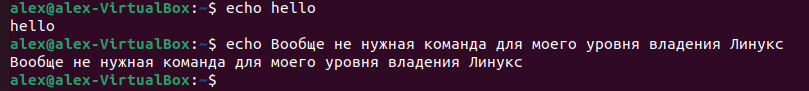 alex@alex-VirtualBox:~$ echo hello
hello
alex@alex-VirtualBox:~$ echo Вообще не нужная команда для моего уровня владения Линукс
Вообще не нужная команда для моего уровня владения Линукс
alex@alex-VirtualBox:~$